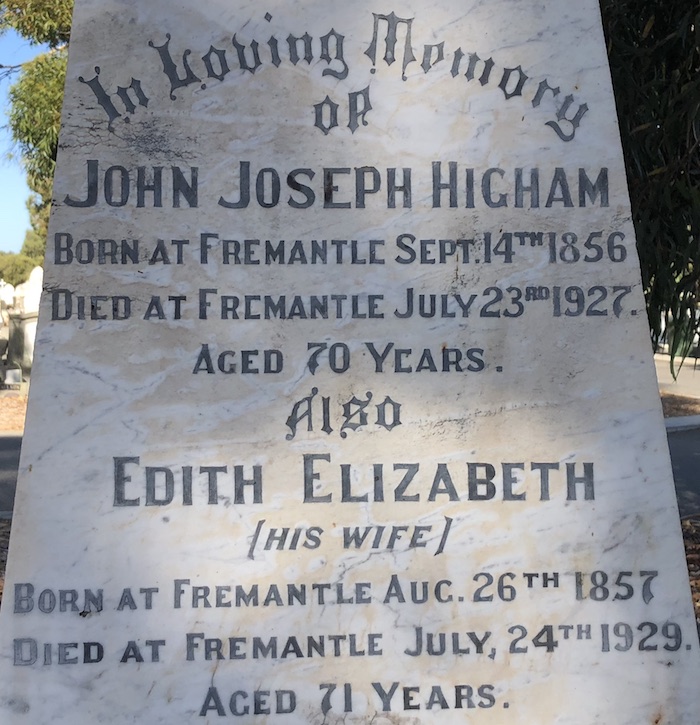 In Loving Memory
OF
JOHN JOSEPH HIGHAM
BORN AT FREMANTLE SEPT. 14TH 1856
DIED AT FREMANTLE JULY 23RD 1927.
AGED 70 YEARS.
Also
EDITH ELIZABETH
(HIS WIFE)
BORN AT FREMANTLE AUG. 26TH 1857
DIED AT FREMANTLE JULY, 24TH 1929.
AGED 71 YEARS.